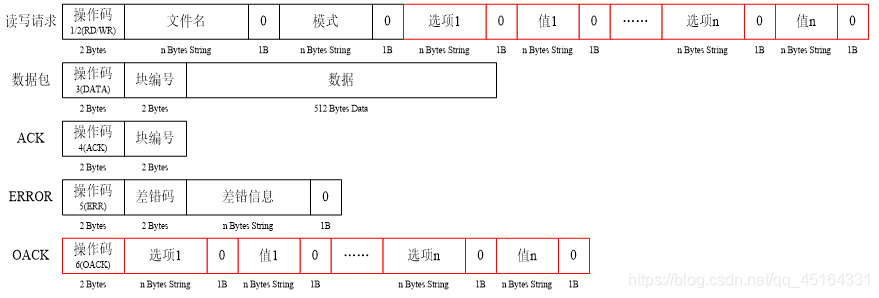 读写请求 操作码 文件名 0 模式 0 选项1 0 值1 0 …… 选项n 0 值n 0
1/2(RD/WR)
2 Bytes n Bytes String 1B n Bytes String 1B n Bytes String 1B n Bytes String 1B n Bytes String 1B n Bytes String 1B
数据包 操作码 块编号 数据
3(DATA)
2 Bytes 2 Bytes 512 Bytes Data
ACK 操作码 块编号
4(ACK)
2 Bytes 2 Bytes
ERROR 操作码 差错码 差错信息 0
5(ERR)
2 Bytes 2 Bytes n Bytes String 1B
OACK 操作码 选项1 0 值1 0 …… 选项n 0 值n 0
6(OACK)
2 Bytes n Bytes String 1B n Bytes String 1B n Bytes String 1B n Bytes String 1B
https://blog.csdn.net/qq_45164331